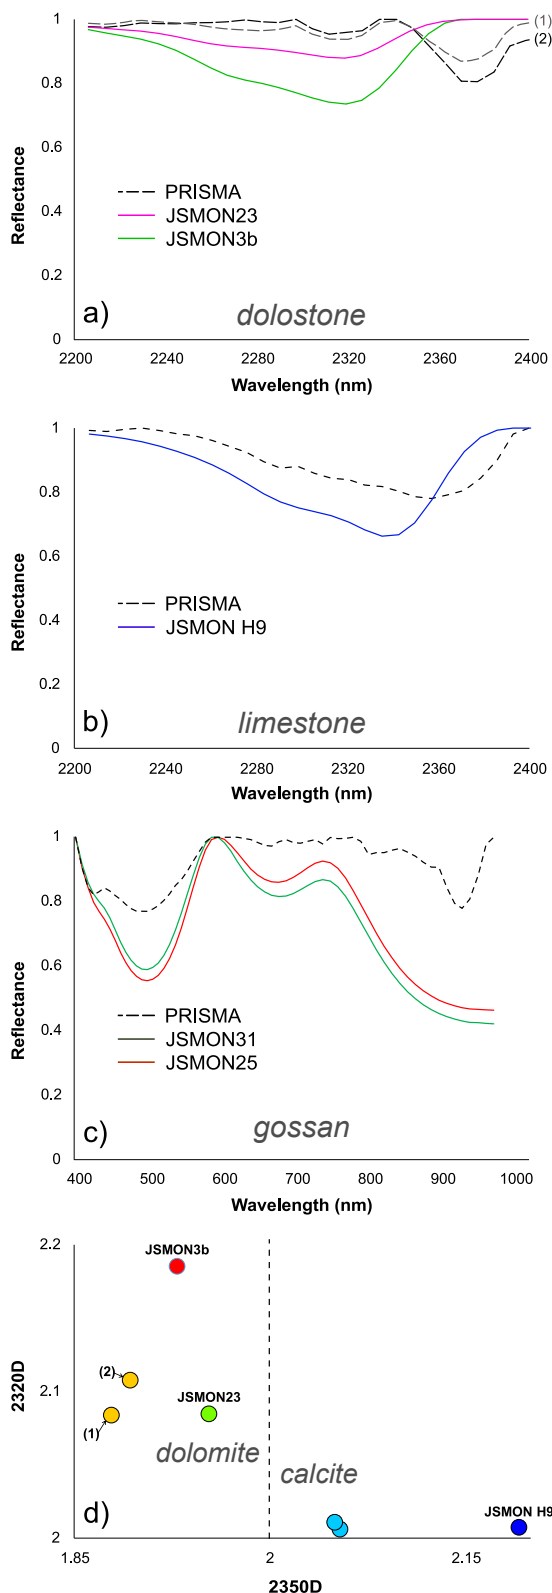 1
(1)
(2)
0.8
Reflectance
0.6
PRISMA
JSMON23
0.4
JSMON3b
0.2
a)
dolostone
0
2200
2240
2280
2320
2360
2400
Wavelength (nm)
1
0.8
Reflectance
0.6
PRISMA
0.4
JSMON H9
0.2
b)
limestone
0
2200
2240
2280
2320
2360
2400
Wavelength (nm)
1
0.8
Reflectance
0.6
PRISMA
0.4
JSMON31
JSMON25
0.2
c)
gossan
0
400
500
600
700
800
900
1000
Wavelength (nm)
2.2
JSMON3b
2320D
(2)
2.1
JSMON23
(1)
dolomite
calcite
d)
JSMON H9
2
1.85
2
2.15
2350D